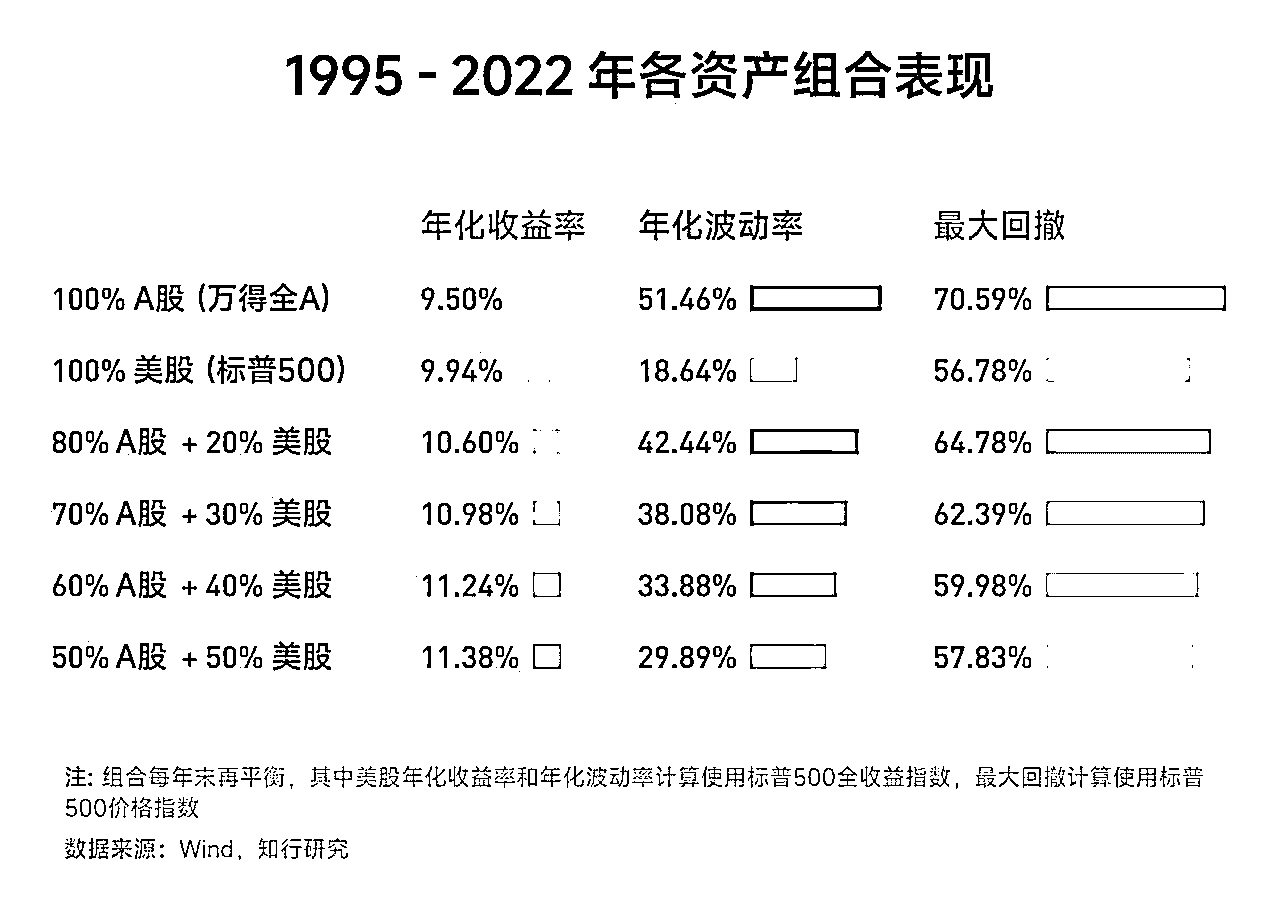 1995 - 2022 年各资产组合表现
年化收益率 年化波动率 最大回撤
100% A股 (万得全A) 9.50% 51.46% 70.59%
100% 美股 (标普500) 9.94% 18.64% 56.78%
80% A股 + 20% 美股 10.60% 42.44% 64.78%
70% A股 + 30% 美股 10.98% 38.08% 62.39%
60% A股 + 40% 美股 11.24% 33.88% 59.98%
50% A股 + 50% 美股 11.38% 29.89% 57.83%
注: 组合每年末再平衡，其中美股年化收益率和年化波动率计算使用标普500全收益指数，最大回撤计算使用标普
500价格指数
数据来源：Wind，知行研究